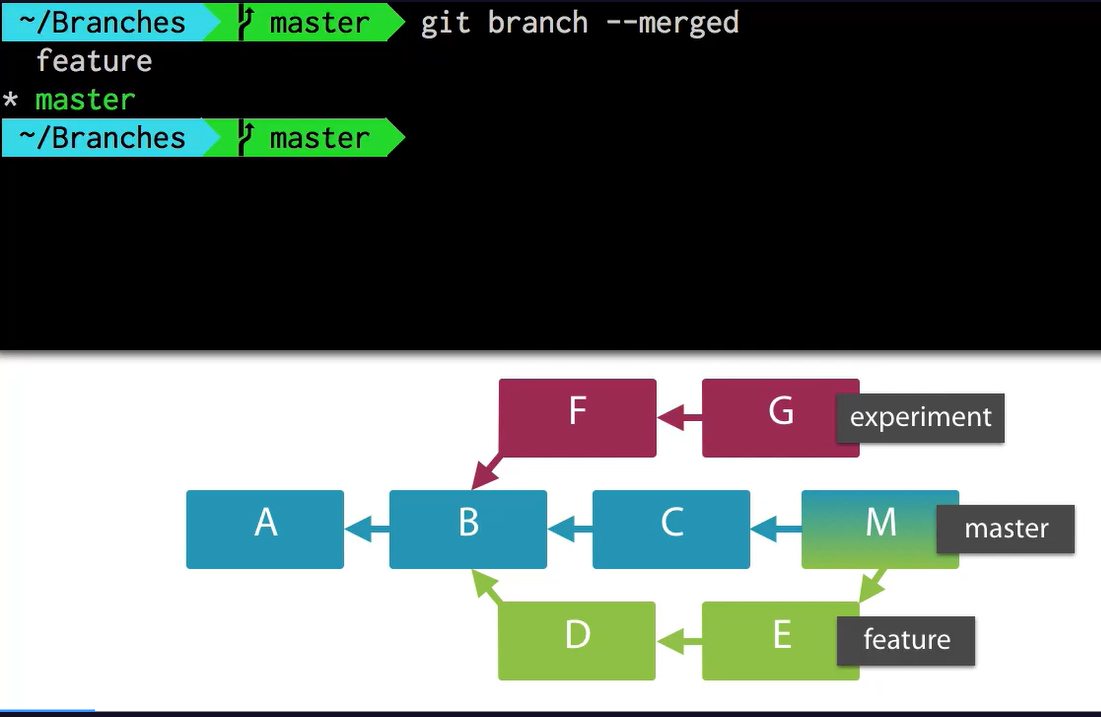 ~/Branches master git branch --merged
feature
* master
~/Branches master
F G experiment
A B C M master
D E feature